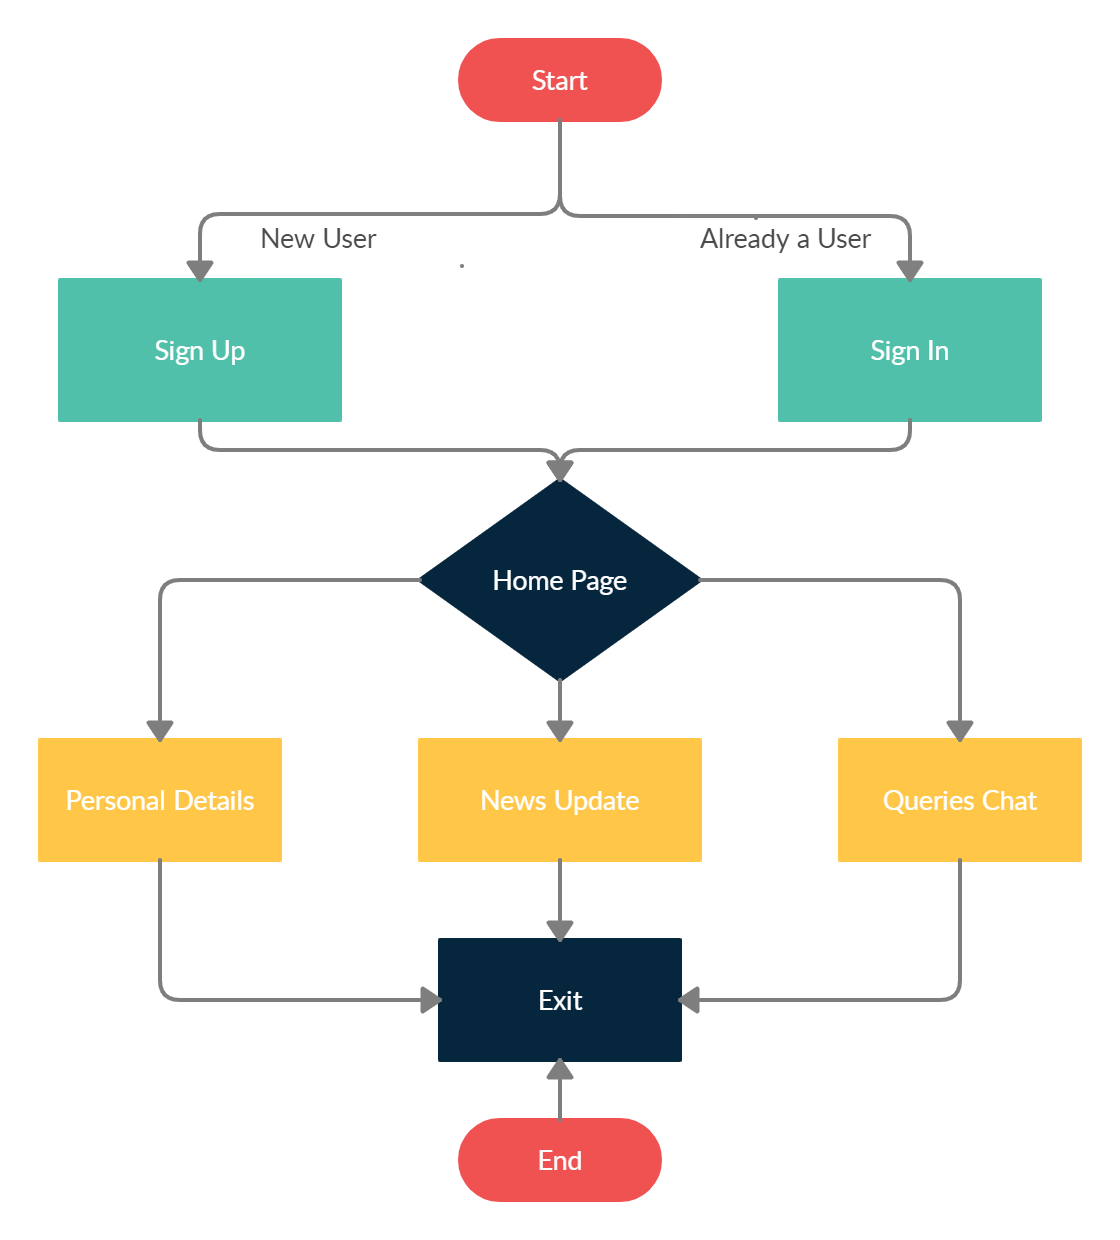 Start
New User
Already a User
Sign Up
Sign In
Home Page
Personal Details
News Update
Queries Chat
Exit
End